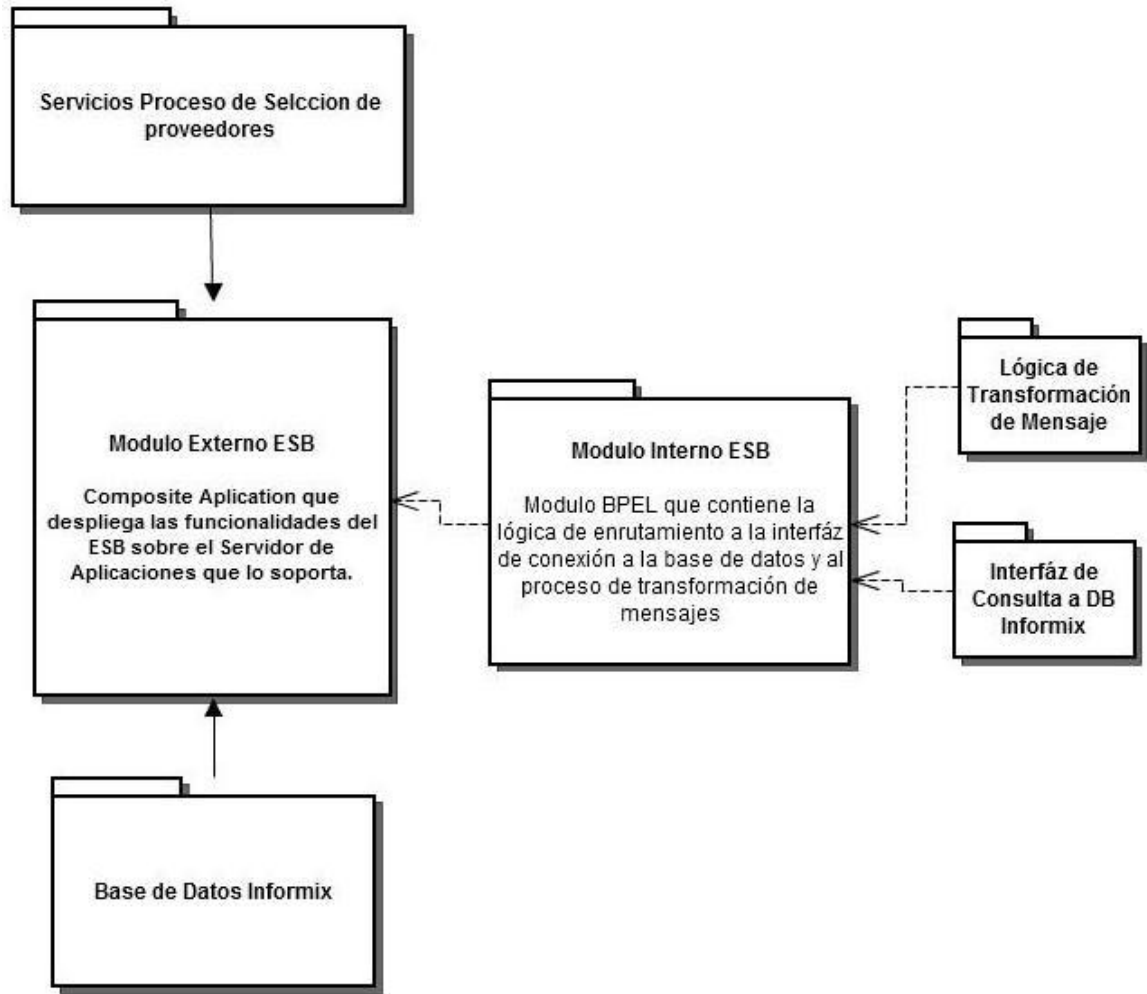 Servicios Proceso de Selccion de
proveedores
Modulo Externo ESB
Composite Aplication que
despliega las funcionalidades del
ESB sobre el Servidor de
Aplicaciones que lo soporta.
Modulo Interno ESB
Modulo BPEL que contiene la
lógica de enrutamiento a la interfáz
de conexión a la base de datos y al
proceso de transformación de
mensajes
Lógica de
Transformación
de Mensaje
Interfáz de
Consulta a DB
Informix
Base de Datos Informix